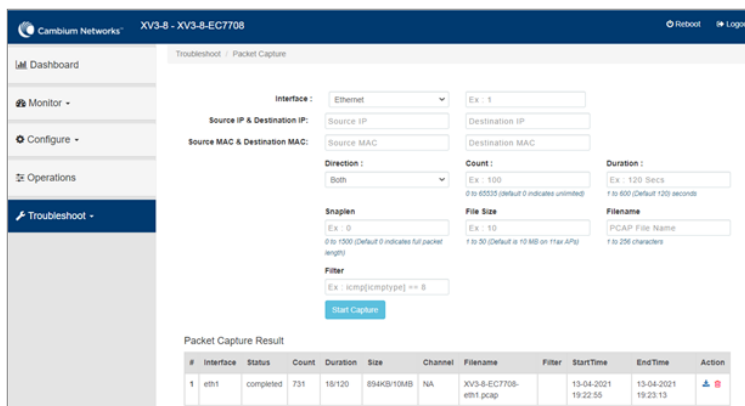 Cambium Networks™ XV3-8 - XV3-8-EC7708 Reboot Logou
Troubleshoot / Packet Capture
Dashboard
Monitor
Configure
Operations
Troubleshoot
Interface : Ethernet Ex : 1
Source IP & Destination IP: Source IP Destination IP
Source MAC & Destination MAC: Source MAC Destination MAC
Direction : Count : Duration :
Both Ex : 100 Ex : 120 Secs
0 to 65535 (default 0 indicates unlimited) 1 to 600 (Default 120) seconds
Snaplen File Size Filename
Ex : 0 Ex : 10 PCAP File Name
0 to 1500 (Default 0 indicates full packet length) 1 to 50 (Default is 10 MB on 11ax APs) 1 to 256 characters
Filter
Ex : icmp[icmptype] == 8
Start Capture
Packet Capture Result
# Interface Status Count Duration Size Channel Filename Filter StartTime EndTime Action
1 eth1 completed 731 18/120 894KB/10MB NA XV3-8-EC7708-eth1.pcap 13-04-2021 19:22:55 13-04-2021 19:23:13